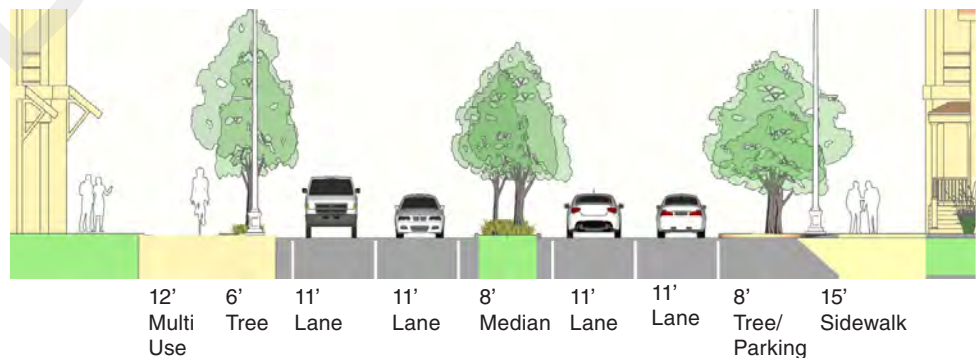 12’ 6’ 11’ 11’ 8’ 11’ 11’ 8’ 15’
Multi Tree Lane Lane Median Lane Lane Tree/ Sidewalk
Use Parking